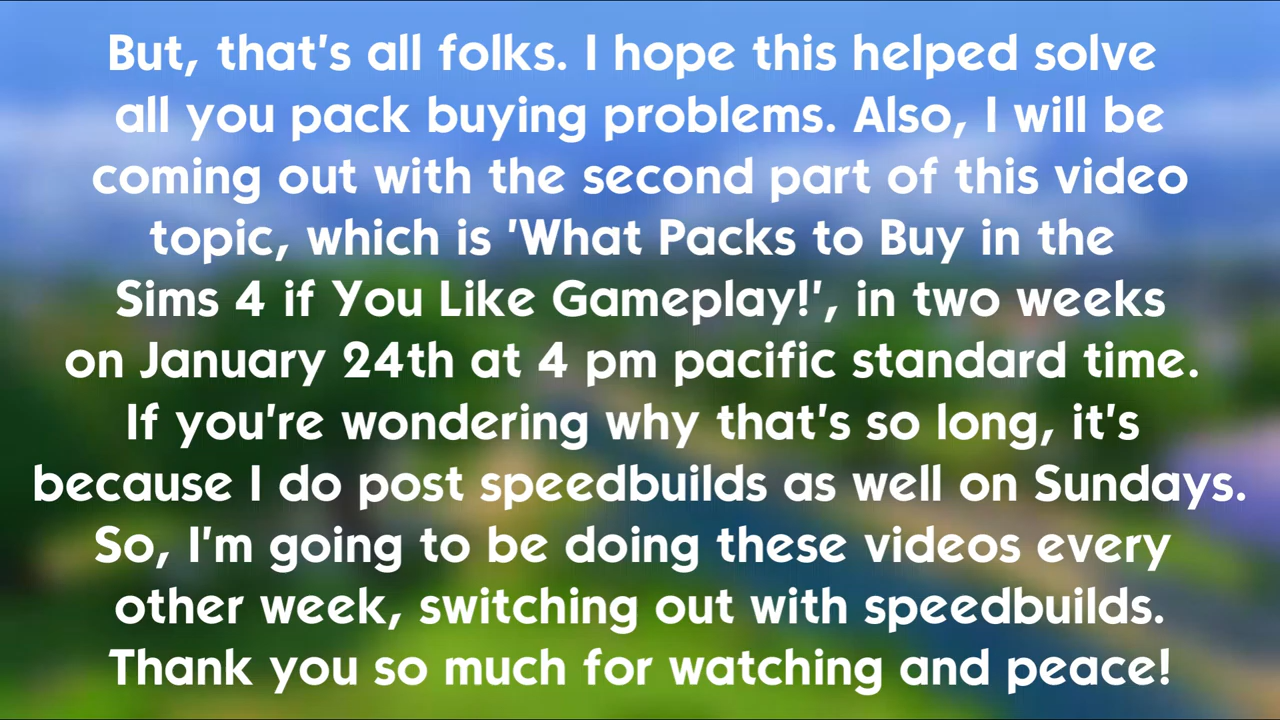 But, that's all folks. I hope this helped solve
all you pack buying problems. Also, I will be
coming out with the second part of this video
topic, which is 'What Packs to Buy in the
Sims 4 if You Like Gameplay!', in two weeks
on January 24th at 4 pm pacific standard time.
If you're wondering why that's so long, it's
because I do post speedbuilds as well on Sundays.
So, I'm going to be doing these videos every
other week, switching out with speedbuilds.
Thank you so much for watching and peace!